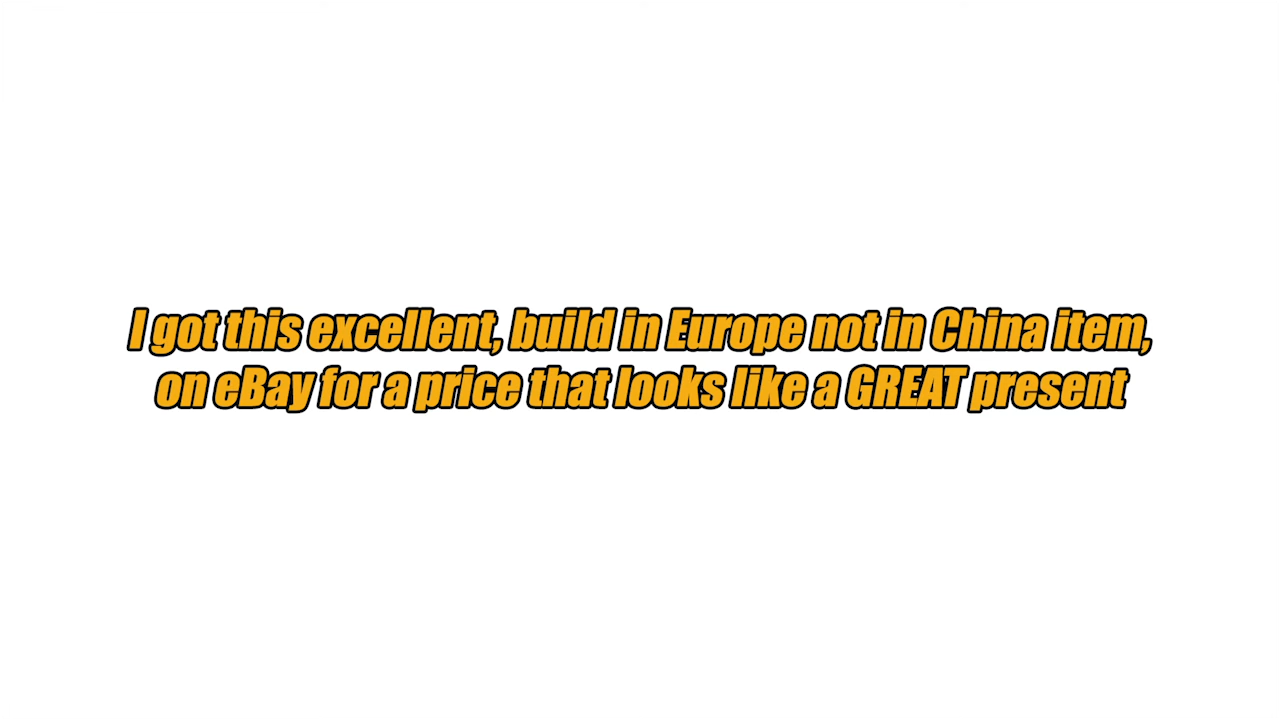 I got this excellent, build in Europe not in China item,
on eBay for a price that looks like a GREAT present